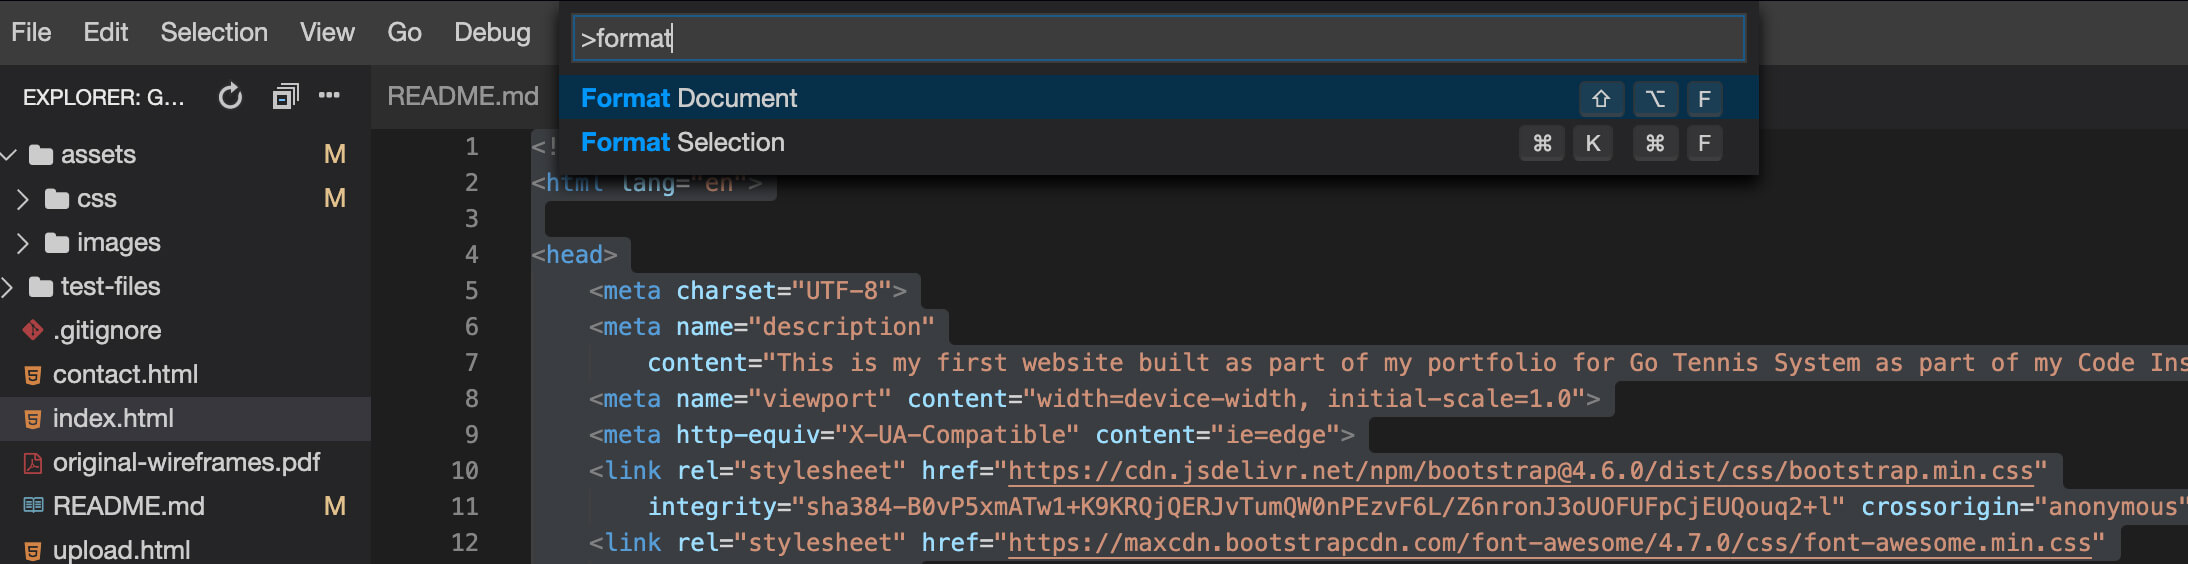 File Edit Selection View Go Debug
>format
Format Document ⇧ ⌥ F
Format Selection ⌘ K ⌘ F
EXPLORER: G...
assets M
css M
images
test-files
.gitignore
contact.html
index.html
original-wireframes.pdf
README.md M
upload.html
README.md
1 <!
2 <html lang="en">
3
4 <head>
5 <meta charset="UTF-8">
6 <meta name="description"
7 content="This is my first website built as part of my portfolio for Go Tennis System as part of my Code Ins
8 <meta name="viewport" content="width=device-width, initial-scale=1.0">
9 <meta http-equiv="X-UA-Compatible" content="ie=edge">
10 <link rel="stylesheet" href="https://cdn.jsdelivr.net/npm/bootstrap@4.6.0/dist/css/bootstrap.min.css"
11 integrity="sha384-B0vP5xmATw1+K9KRQjQERJvTumQW0nPEzvF6L/Z6nronJ3oUOFUFpCjEUQouq2+l" crossorigin="anonymous"
12 <link rel="stylesheet" href="https://maxcdn.bootstrapcdn.com/font-awesome/4.7.0/css/font-awesome.min.css"